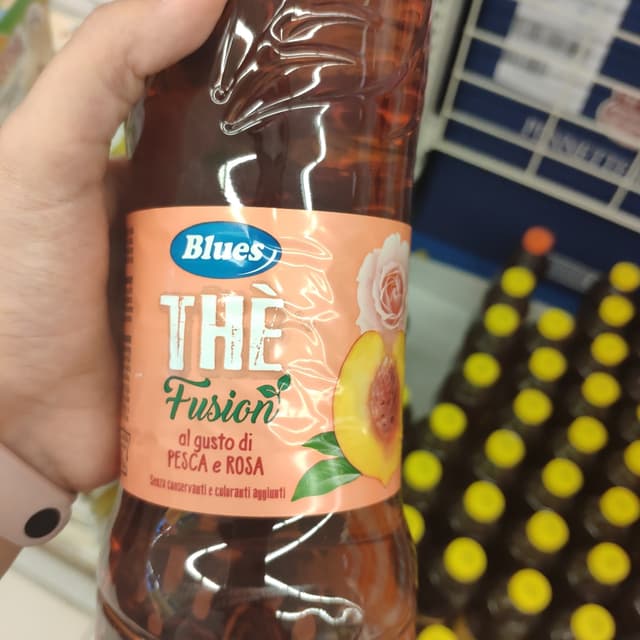 Blues
THÈ
Fusion
al gusto di
PESCA e ROSA
Senza conservanti e coloranti aggiunti